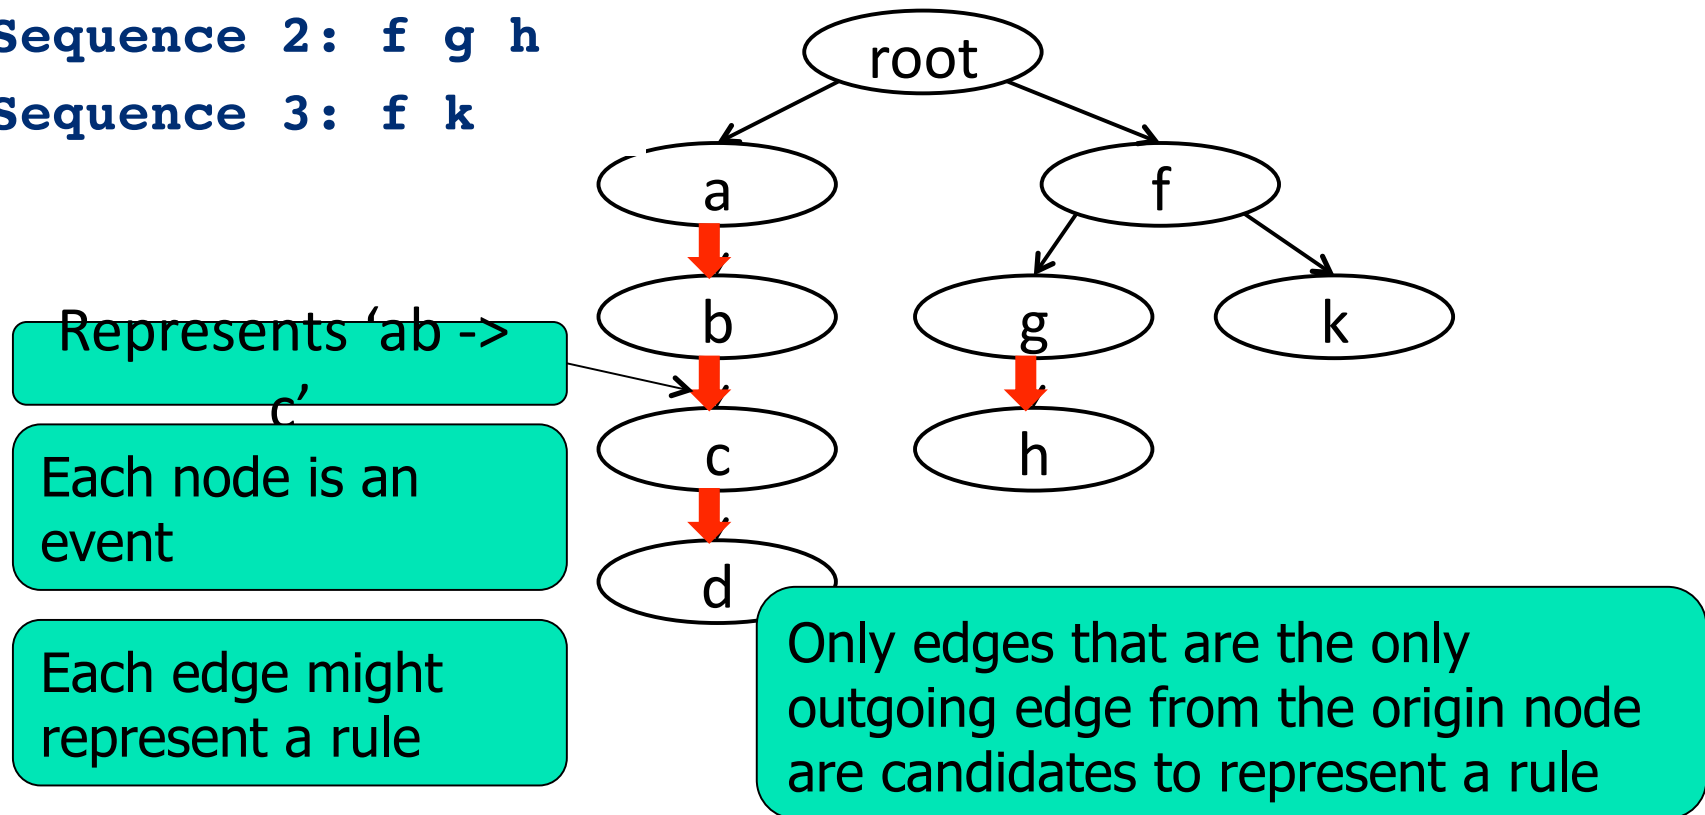 Sequence 2: f g h
Sequence 3: f k
root
a
f
b
g
k
Represents ‘ab ->
c’
c
h
Each node is an
event
d
Each edge might
represent a rule
Only edges that are the only
outgoing edge from the origin node
are candidates to represent a rule